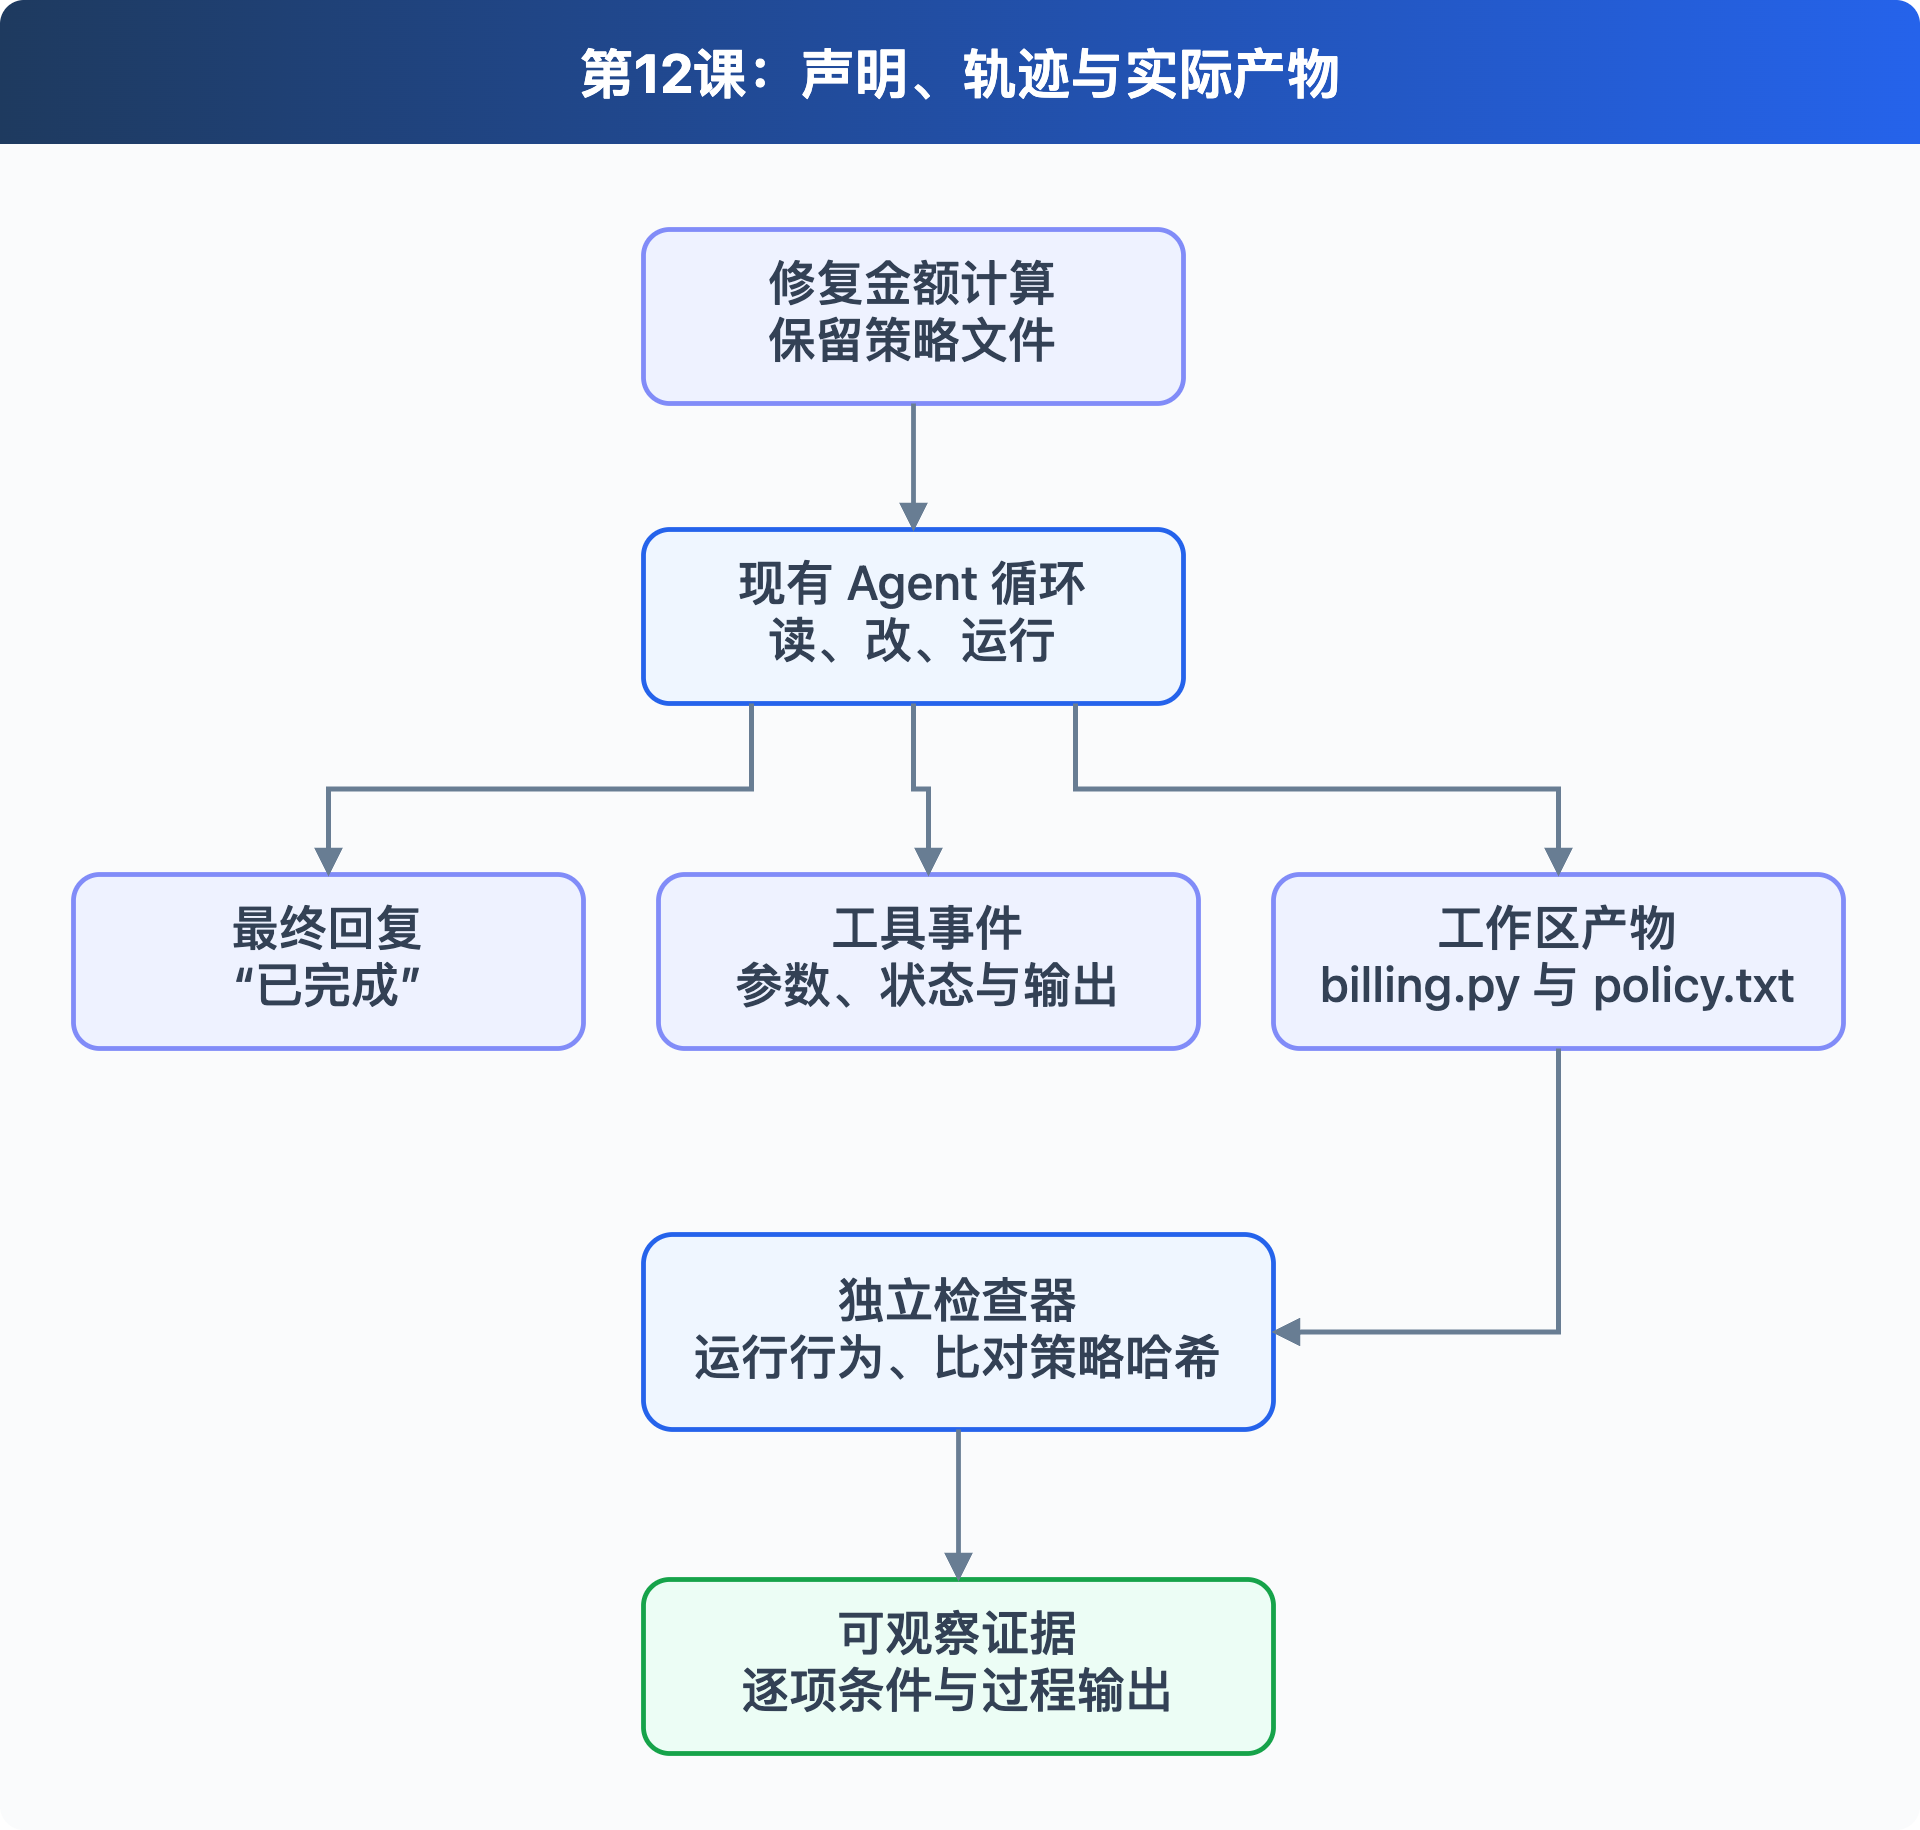 第12课：声明、轨迹与实际产物
修复金额计算
保留策略文件
现有 Agent 循环
读、改、运行
最终回复
“已完成”
工具事件
参数、状态与输出
工作区产物
billing.py 与 policy.txt
独立检查器
运行行为、比对策略哈希
可观察证据
逐项条件与过程输出